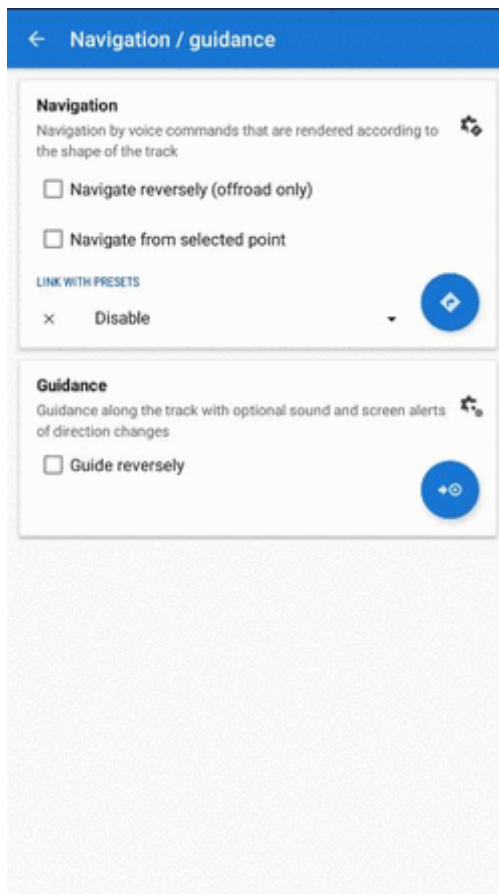 Navigation / guidance
Navigation
Navigation by voice commands that are rendered according to
the shape of the track
Navigate reversely (offroad only)
Navigate from selected point
LINK WITH PRESETS
Disable
Guidance
Guidance along the track with optional sound and screen alerts
of direction changes
Guide reversely